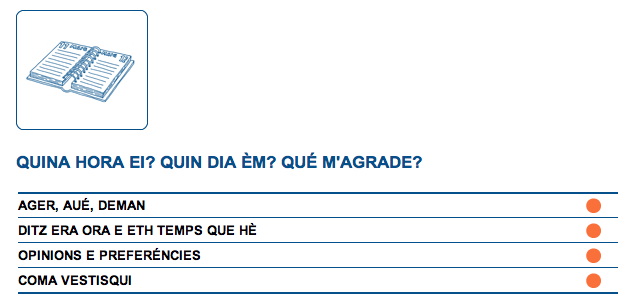 QUINA HORA EI? QUIN DIA ÈM? QUÉ M'AGRADE?
AGER, AUÉ, DEMAN
DITZ ERA ORA E ETH TEMPS QUE HÈ
OPINIONS E PREFERÉNCIES
COMA VESTISQUI